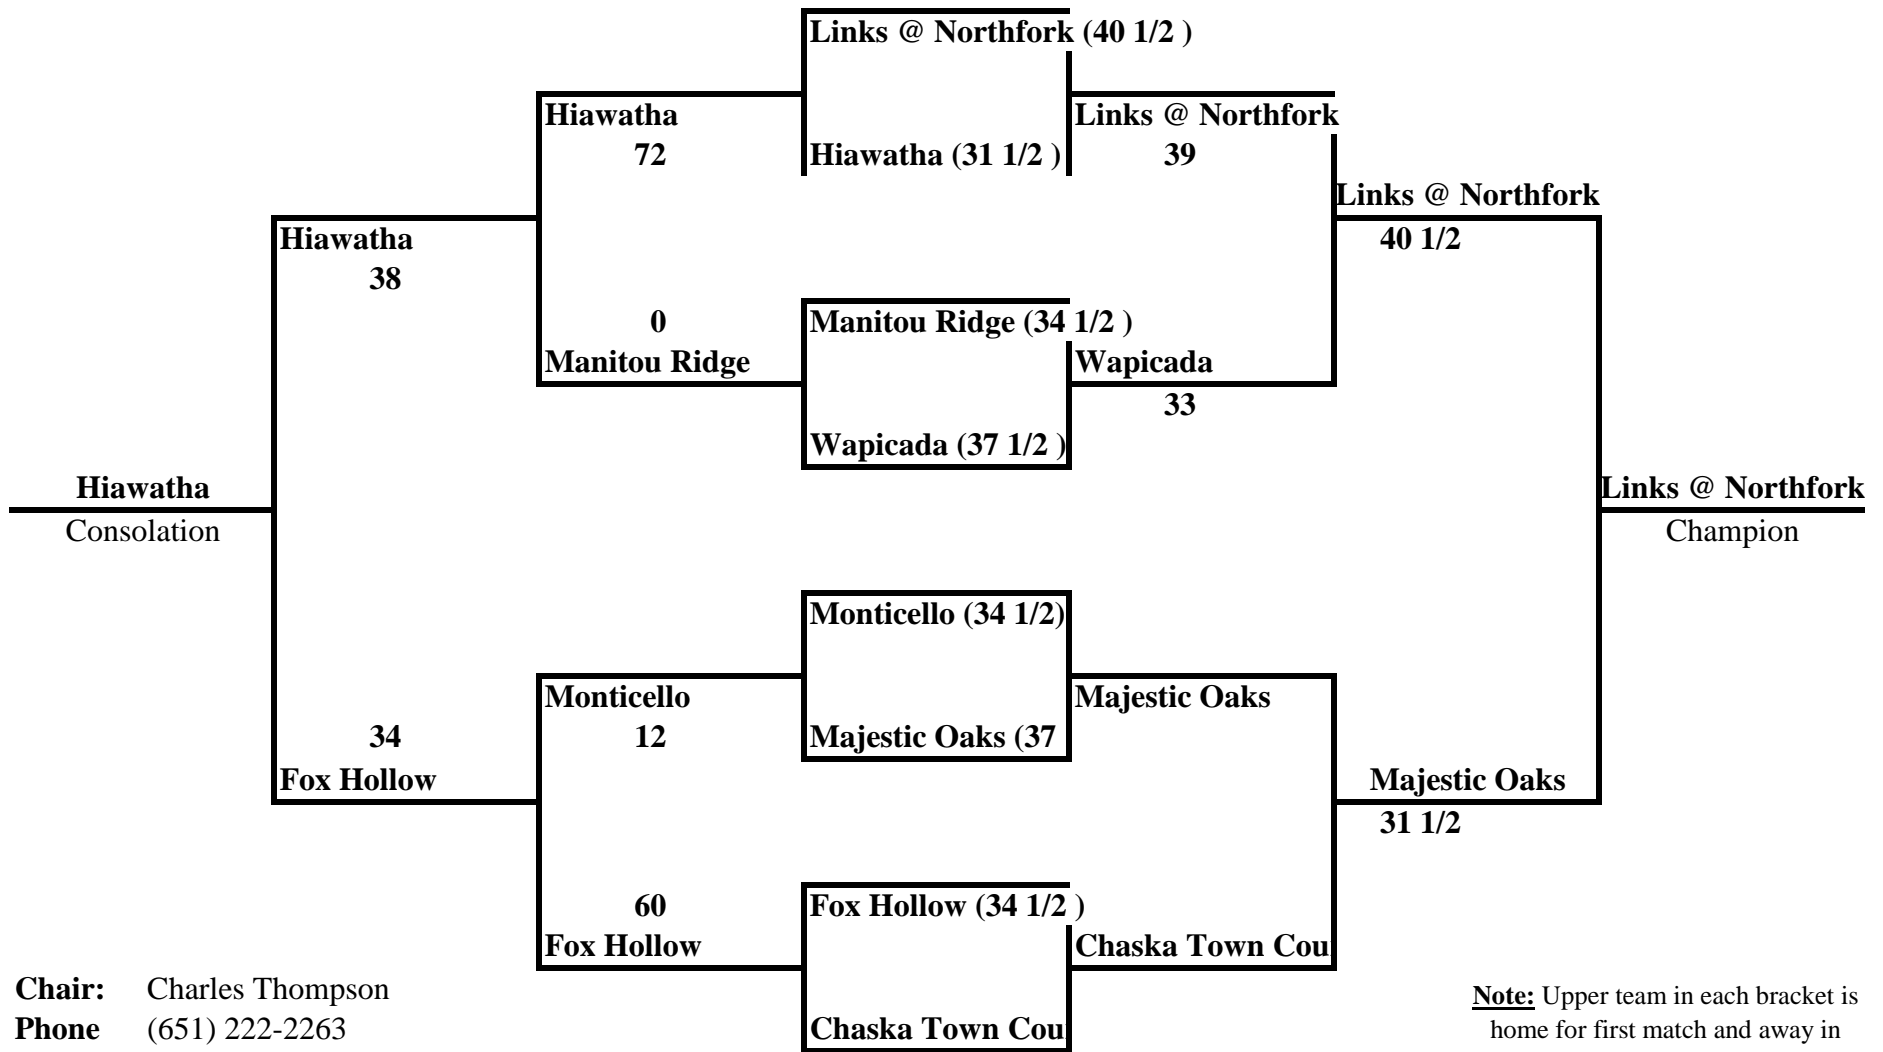 Links @ Northfork (40 1/2 )
Hiawatha
Links @ Northfork
72
Hiawatha (31 1/2 )
39
Links @ Northfork
Hiawatha
40 1/2
38
0
Manitou Ridge (34 1/2 )
Manitou Ridge
Wapicada
33
Wapicada (37 1/2 )
Hiawatha
Links @ Northfork
Consolation
Champion
Monticello (34 1/2)
Monticello
Majestic Oaks
34
12
Majestic Oaks (37
Fox Hollow
Majestic Oaks
31 1/2
60
Fox Hollow (34 1/2 )
Fox Hollow
Chaska Town Cou
Chair: Charles Thompson
Note: Upper team in each bracket is
Phone (651) 222-2263
Chaska Town Cou
home for first match and away in